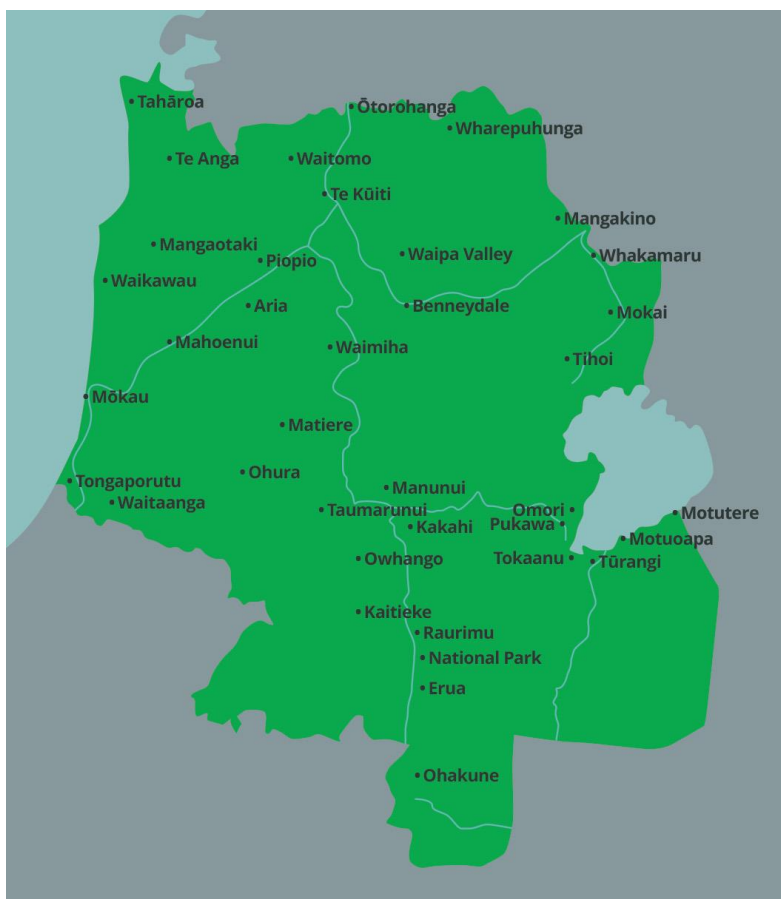 Tahāroa
Ōtorohanga
Wharepuhunga
Te Anga
Waitomo
Te Kūiti
Mangakino
Mangaotaki
Piopio
Waipa Valley
Whakamaru
Waikawau
Aria
Benneydale
Mokai
Mahoenui
Waimiha
Tihoi
Mōkau
Matiere
Ohura
Tongaporutu
Manunui
Waitaanga
Taumarunui
Omori
Motutere
Kakahi
Pukawa
Motuoapa
Owhango
Tokaanu
Tūrangi
Kaitieke
Raurimu
National Park
Erua
Ohakune